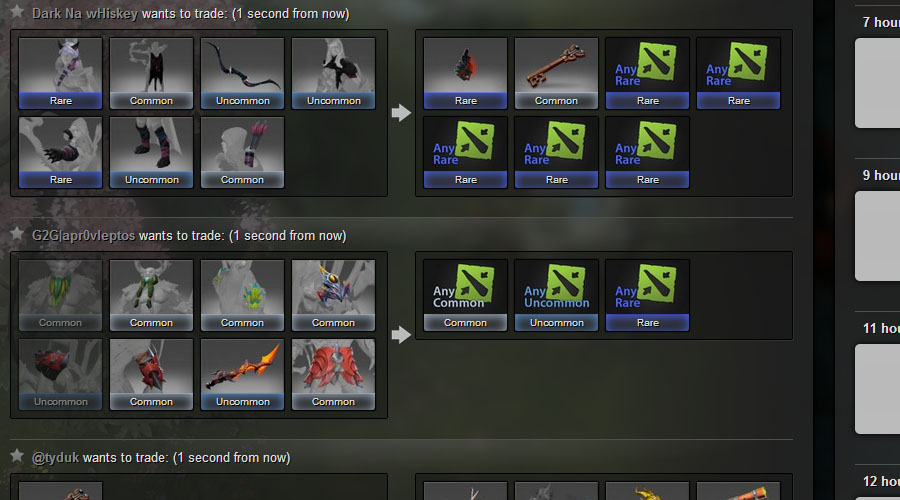 Dark Na wHiskey wants to trade: (1 second from now)
Rare Common Uncommon Uncommon
Rare Uncommon Common
Any Rare Any Rare
Rare Common Rare Rare
Any Rare Any Rare Any Rare
Rare Rare Rare
G2G|apr0vleptos wants to trade: (1 second from now)
Common Common Common Common
Uncommon Common Uncommon Common
Any Common Any Uncommon Any Rare
Common Uncommon Rare
@tyduk wants to trade: (1 second from now)
7 hour
9 hour
11 hou
12 hou